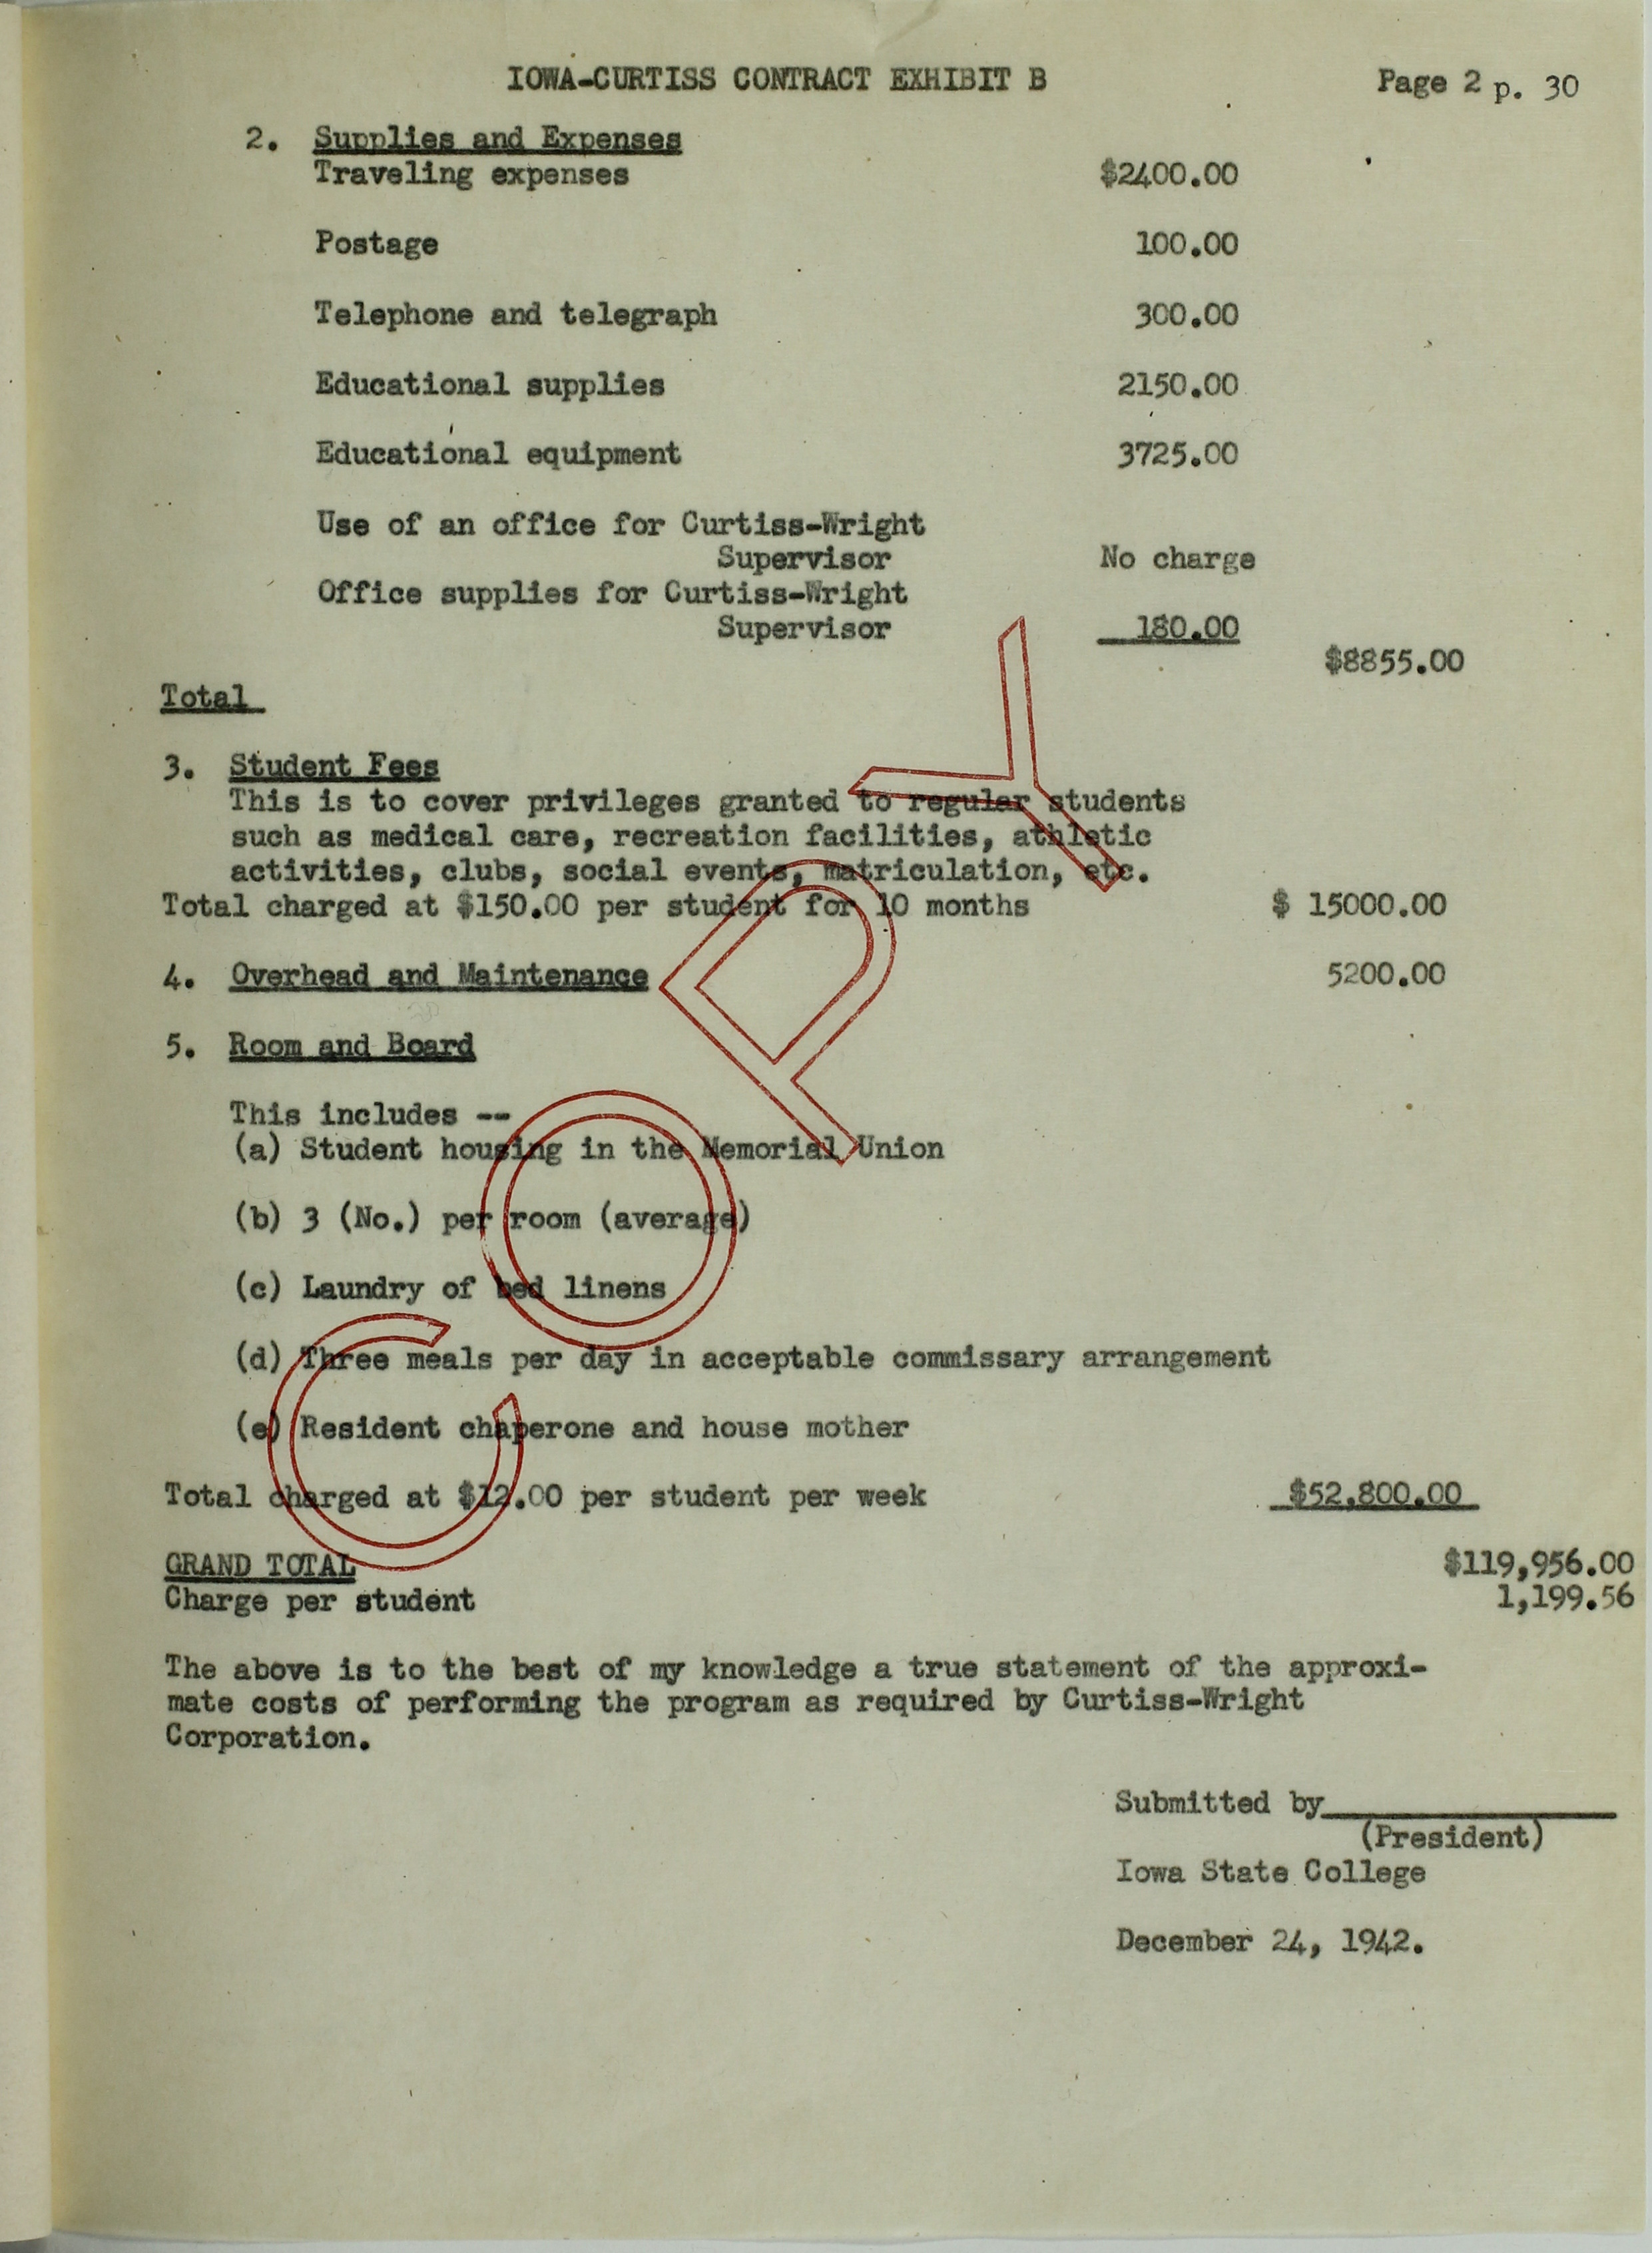 IOWA-CURTISS CONTRACT EXHIBIT B Page 2 p. 30
2. Supplies and Expenses
Traveling expenses $2400.00
Postage 100.00
Telephone and telegraph 300.00
Educational supplies 2150.00
Educational equipment 3725.00
Use of an office for Curtiss-Wright
Supervisor No charge
Office supplies for Curtiss-Wright
Supervisor 180.00
$8855.00
Total
3. Student Fees
This is to cover privileges granted to regular students
such as medical care, recreation facilities, athletic
activities, clubs, social events, matriculation, etc.
Total charged at $150.00 per student for 10 months $ 15000.00
4. Overhead and Maintenance 5200.00
5. Room and Board
This includes --
(a) Student housing in the Memorial Union
(b) 3 (No.) per room (average)
(c) Laundry of bed linens
(d) Three meals per day in acceptable commissary arrangement
(e) Resident chaperone and house mother
Total charged at $12.00 per student per week $52,800.00
GRAND TOTAL $119,956.00
Charge per student 1,199.56
The above is to the best of my knowledge a true statement of the approxi-
mate costs of performing the program as required by Curtiss-Wright
Corporation.
Submitted by
(President)
Iowa State College
December 24, 1942.
COPY